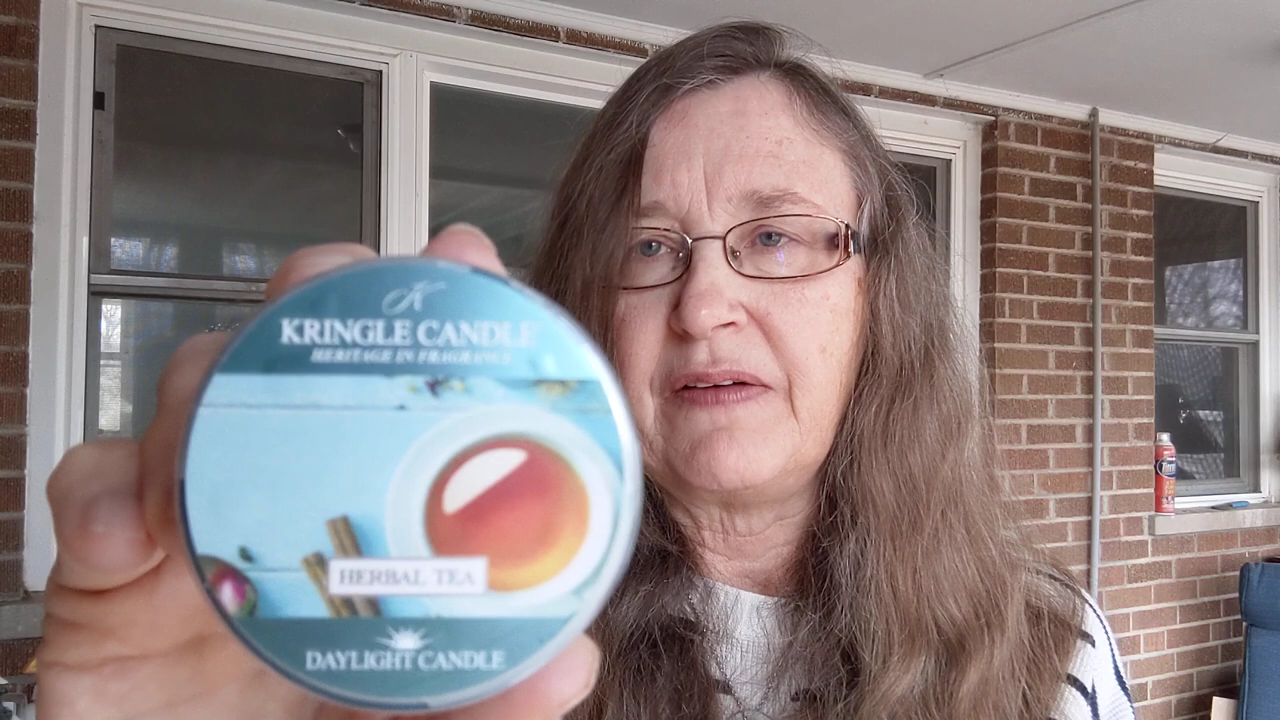 K
KRINGLE CANDLE
HERITAGE IN FRAGRANCE
HERBAL TEA
DAYLIGHT CANDLE